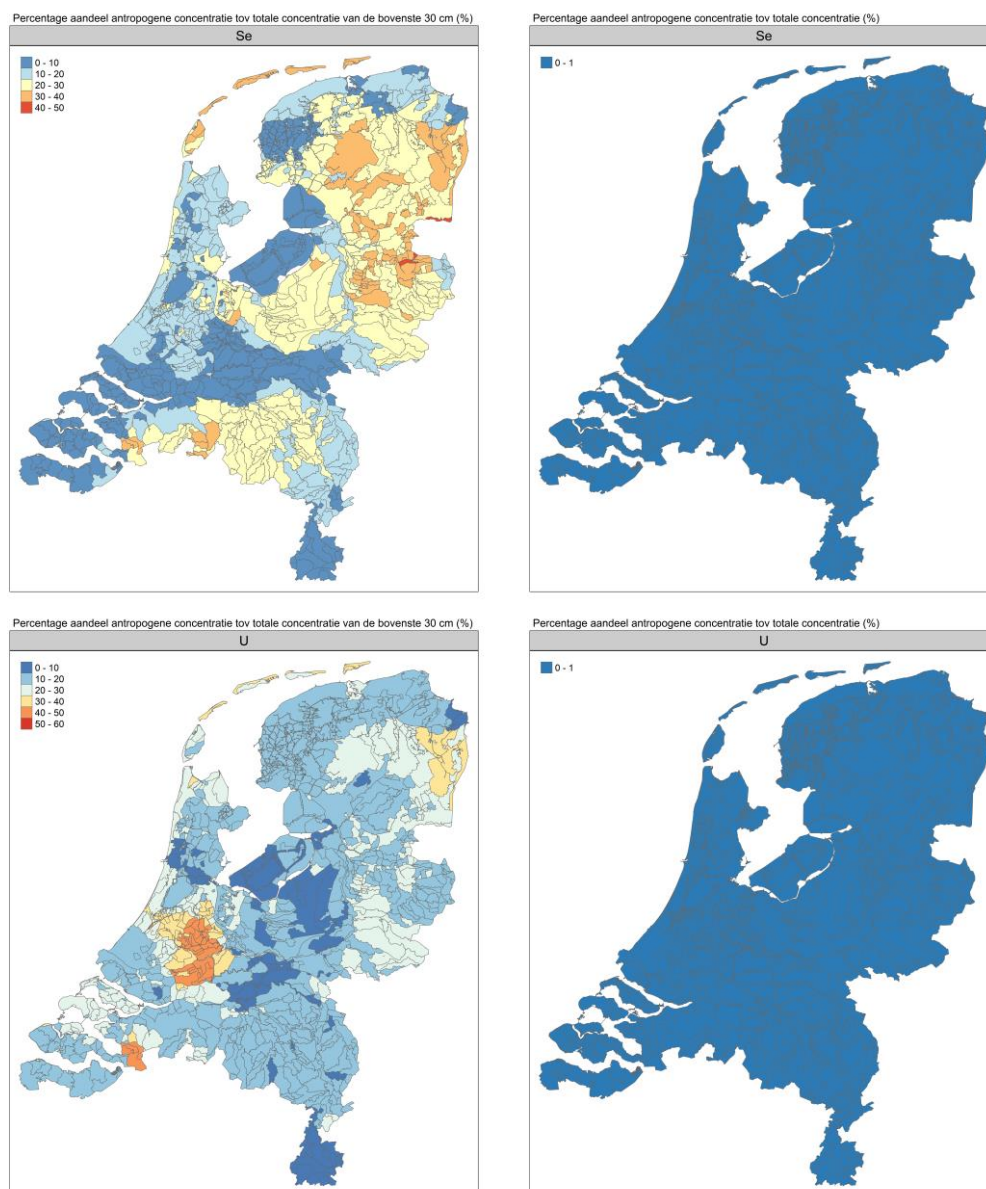 Percentage aandeel antropogene concentratie tov totale concentratie van de bovenste 30 cm (%)
Se
0 - 10
10 - 20
20 - 30
30 - 40
40 - 50
Percentage aandeel antropogene concentratie tov totale concentratie (%)
Se
0 - 1
Percentage aandeel antropogene concentratie tov totale concentratie van de bovenste 30 cm (%)
U
0 - 10
10 - 20
20 - 30
30 - 40
40 - 50
50 - 60
Percentage aandeel antropogene concentratie tov totale concentratie (%)
U
0 - 1